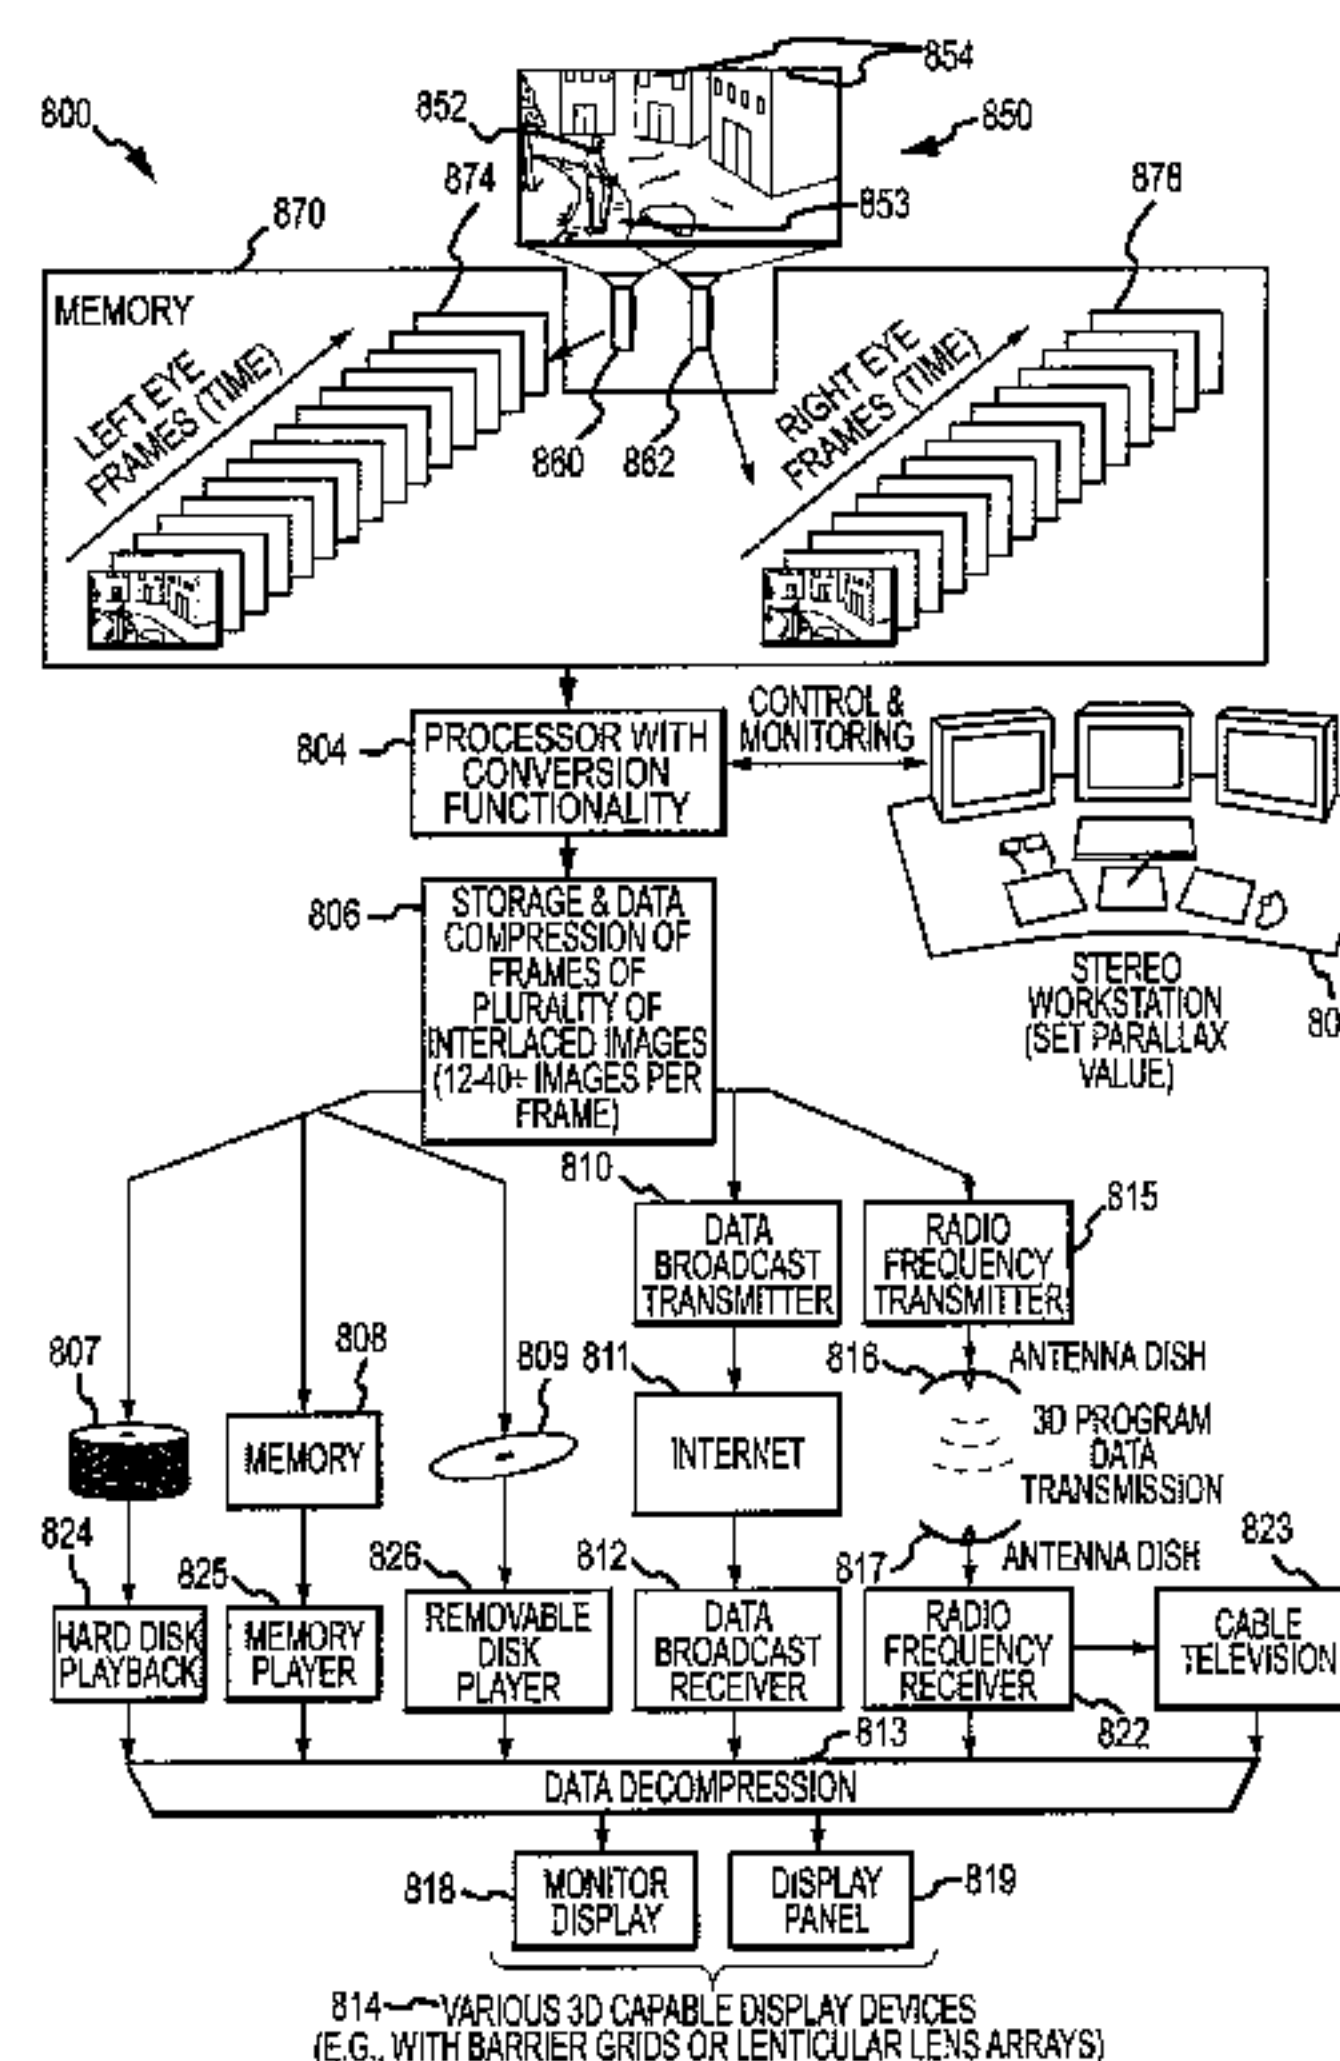 854
800
852
850
874
878
870
853
MEMORY
LEFT EYE
FRAMES (TIME)
RIGHT EYE
FRAMES (TIME)
860
862
CONTROL &
MONITORING
804
PROCESSOR WITH
CONVERSION
FUNCTIONALITY
806
STORAGE & DATA
COMPRESSION OF
FRAMES OF
PLURALITY OF
INTERLACED IMAGES
(12-40+ IMAGES PER
FRAME)
STEREO
WORKSTATION
(SET PARALLAX
VALUE)
80
810
815
DATA
BROADCAST
TRANSMITTER
RADIO
FREQUENCY
TRANSMITTER
807
808
809
811
816
ANTENNA DISH
MEMORY
INTERNET
3D PROGRAM
DATA
TRANSMISSION
824
825
826
812
817
ANTENNA DISH
823
HARD DISK
PLAYBACK
MEMORY
PLAYER
REMOVABLE
DISK
PLAYER
DATA
BROADCAST
RECEIVER
RADIO
FREQUENCY
RECEIVER
CABLE
TELEVISION
822
813
DATA DECOMPRESSION
818
MONITOR
DISPLAY
DISPLAY
PANEL
819
814
VARIOUS 3D CAPABLE DISPLAY DEVICES
(E.G., WITH BARRIER GRIDS OR LENTICULAR LENS ARRAYS)